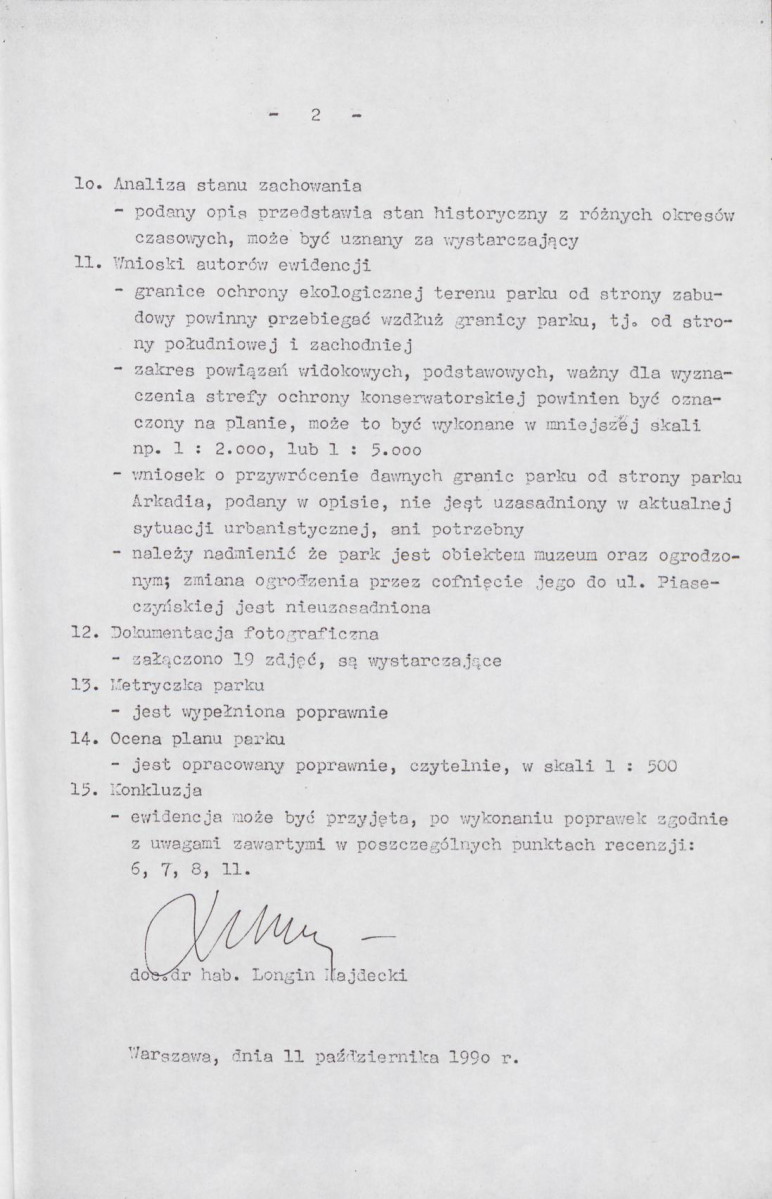 - 2 -
1o. Analiza stanu zachowania
- podany opis przedstawia stan historyczny z różnych okresów
czasowych, może być uznany za wystarczający
11. Wnioski autorów ewidencji
- granice ochrony ekologicznej terenu parku od strony zabu-
dowy powinny przebiegać wzdłuż granicy parku, tj. od stro-
ny południowej i zachodniej
- zakres powiązań widokowych, podstawowych, ważny dla wyzna-
czenia strefy ochrony konserwatorskiej powinien być ozna-
czony na planie, może to być wykonane w mniejszej skali
np. 1 : 2.ooo, lub 1 : 5.ooo
- wniosek o przywrócenie dawnych granic parku od strony parku
Arkadia, podany w opisie, nie jest uzasadniony w aktualnej
sytuacji urbanistycznej, ani potrzebny
- należy nadmienić że park jest obiektem muzeum oraz ogrodzo-
nym; zmiana ogrodzenia przez cofnięcie jego do ul. Piase-
czyńskiej jest nieuzasadniona
12. Dokumentacja fotograficzna
- załączono 19 zdjęć, są wystarczające
13. Metryczka parku
- jest wypełniona poprawnie
14. Ocena planu parku
- jest opracowany poprawnie, czytelnie, w skali 1 : 500
15. Konkluzja
- ewidencja może być przyjęta, po wykonaniu poprawek zgodnie
z uwagami zawartymi w poszczególnych punktach recenzji:
6, 7, 8, 11.
doc.dr hab. Longin Majdecki
Warszawa, dnia 11 października 199o r.